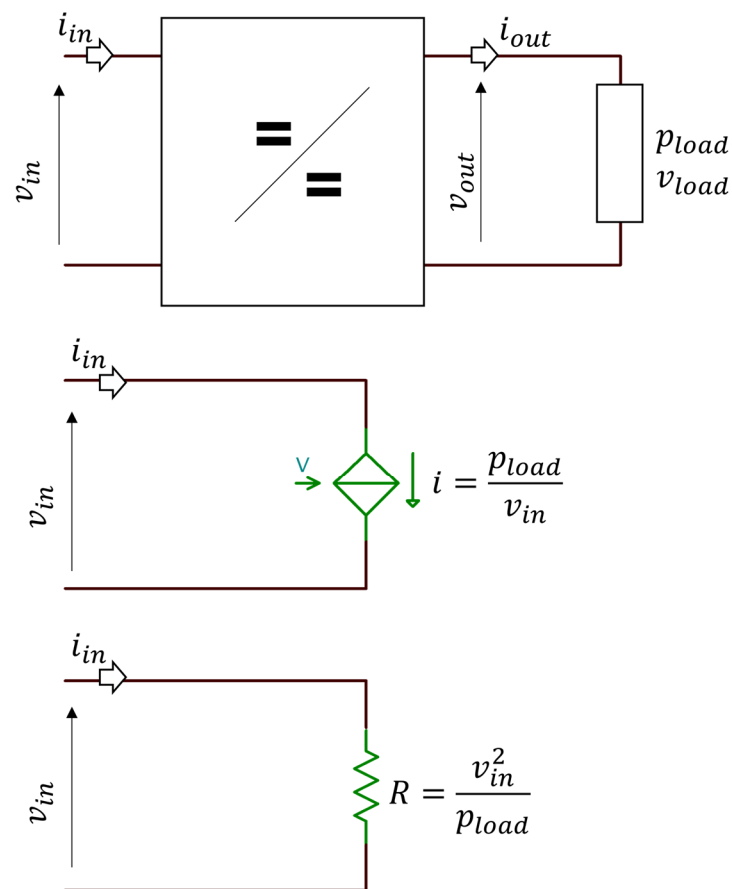 i_in
i_out
v_in
=
=
v_out
p_load
v_load
i_in
v_in
V
i = p_load / v_in
i_in
v_in
R = v_in^2 / p_load